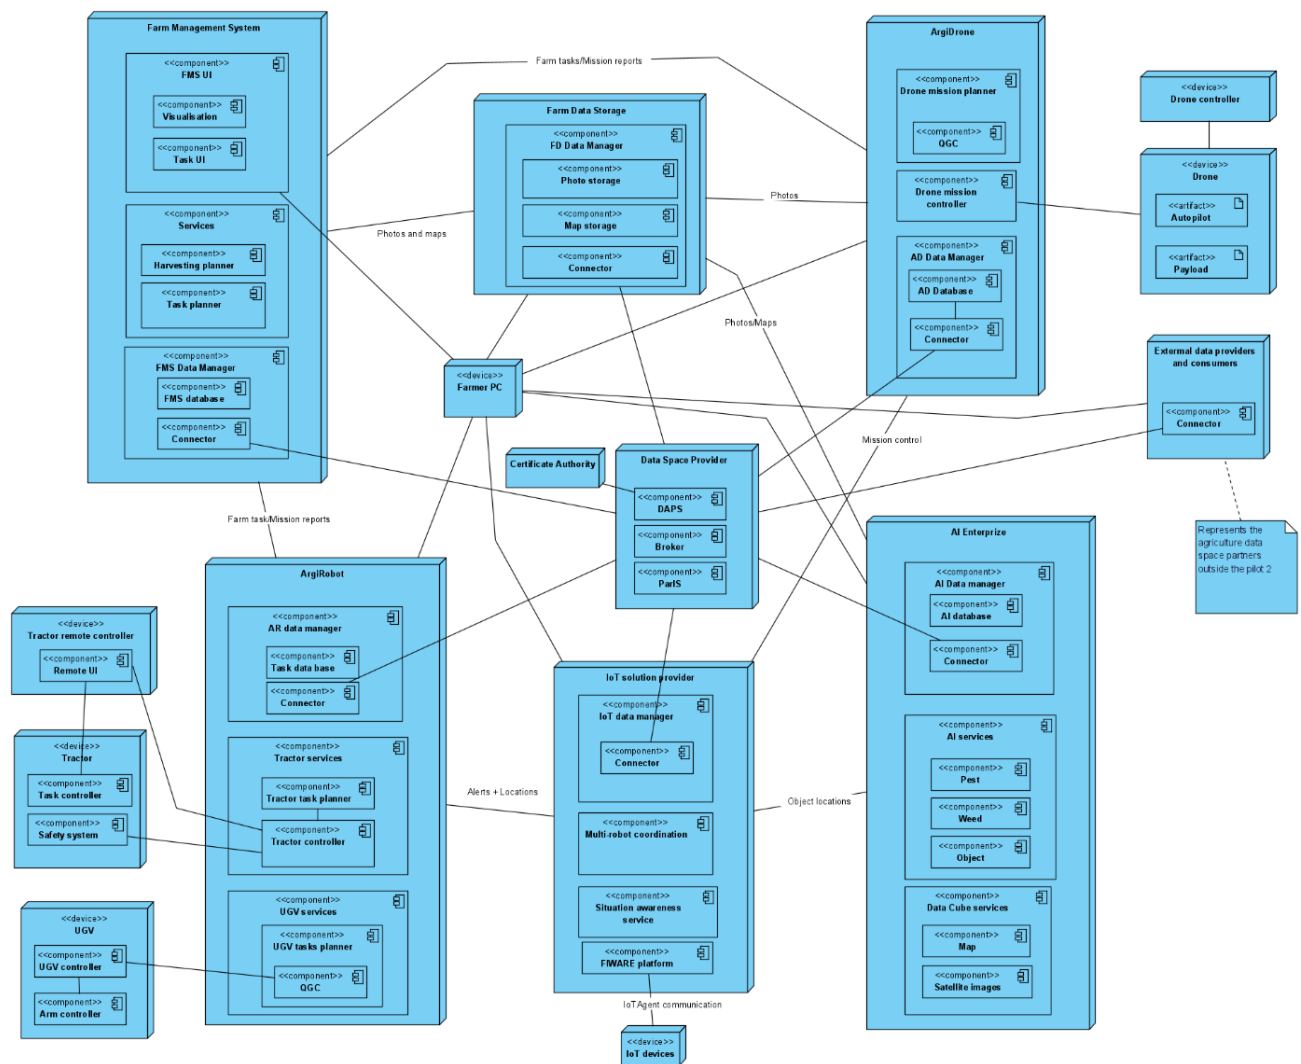 Farm Management System
<<component>>
FMS UI
<<component>>
Visualisation
<<component>>
Task UI
<<component>>
Services
<<component>>
Harvesting planner
<<component>>
Task planner
<<component>>
FMS Data Manager
<<component>>
FMS database
<<component>>
Connector
Farm tasks/Mission reports
Farm Data Storage
<<component>>
FD Data Manager
<<component>>
Photo storage
<<component>>
Map storage
<<component>>
Connector
Photos and maps
Photos
Photos/Maps
ArgiDrone
<<component>>
Drone mission planner
<<component>>
QGC
<<component>>
Drone mission
controller
<<component>>
AD Data Manager
<<component>>
AD Database
<<component>>
Connector
<<device>>
Drone controller
<<device>>
Drone
<<artifact>>
Autopilot
<<artifact>>
Payload
External data providers
and consumers
<<component>>
Connector
Represents the
agriculture data
space partners
outside the pilot 2
<<device>>
Farmer PC
Mission control
Certificate Authority
Data Space Provider
<<component>>
DAPS
<<component>>
Broker
<<component>>
ParIS
Farm task/Mission reports
ArgiRobot
<<component>>
AR data manager
<<component>>
Task data base
<<component>>
Connector
<<component>>
Tractor services
<<component>>
Tractor task planner
<<component>>
Tractor controller
<<component>>
UGV services
<<component>>
UGV tasks planner
<<component>>
QGC
<<device>>
Tractor remote controller
<<component>>
Remote UI
<<device>>
Tractor
<<component>>
Task controller
<<component>>
Safety system
<<device>>
UGV
<<component>>
UGV controller
<<component>>
Arm controller
Alerts + Locations
IoT solution provider
<<component>>
IoT data manager
<<component>>
Connector
<<component>>
Multi-robot coordination
<<component>>
Situation awareness
service
<<component>>
FIWARE platform
IoTAgent communication
<<device>>
IoT devices
Object locations
AI Enterprize
<<component>>
AI Data manager
<<component>>
AI database
<<component>>
Connector
<<component>>
AI services
<<component>>
Pest
<<component>>
Weed
<<component>>
Object
<<component>>
Data Cube services
<<component>>
Map
<<component>>
Satellite images